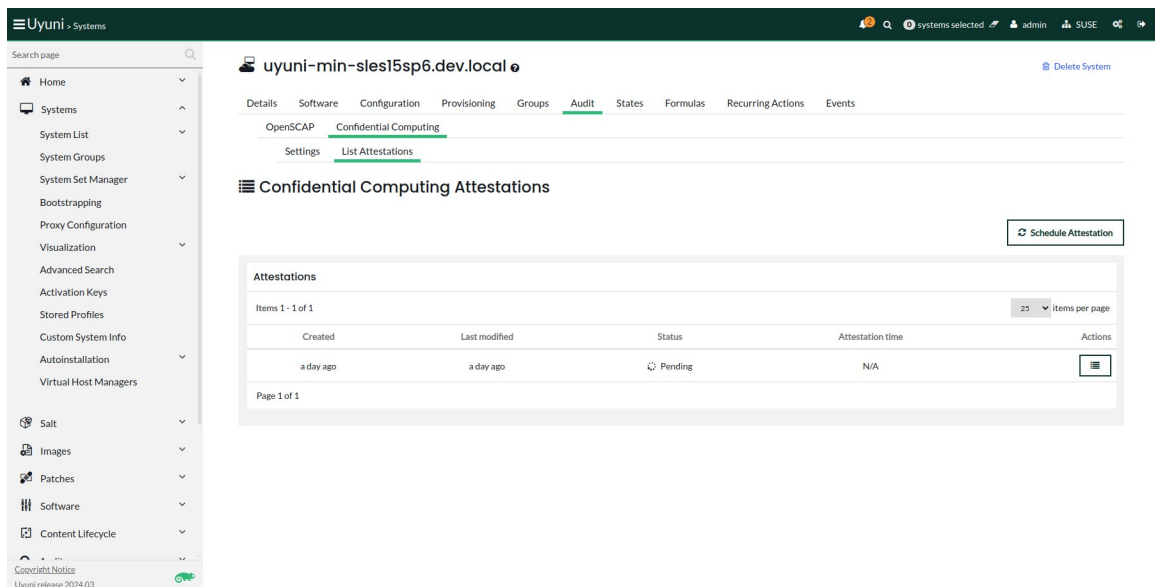 Uyuni > Systems
2
0 systems selected
admin
SUSE
Search page
Home
Systems
System List
System Groups
System Set Manager
Bootstrapping
Proxy Configuration
Visualization
Advanced Search
Activation Keys
Stored Profiles
Custom System Info
Autoinstallation
Virtual Host Managers
Salt
Images
Patches
Software
Content Lifecycle
Copyright Notice
Uyuni release 2024.03
uyuni-min-sles15sp6.dev.local
Delete System
Details Software Configuration Provisioning Groups Audit States Formulas Recurring Actions Events
OpenSCAP Confidential Computing
Settings List Attestations
Confidential Computing Attestations
Schedule Attestation
Attestations
Items 1 - 1 of 1
25 items per page
Created Last modified Status Attestation time Actions
a day ago a day ago Pending N/A
Page 1 of 1